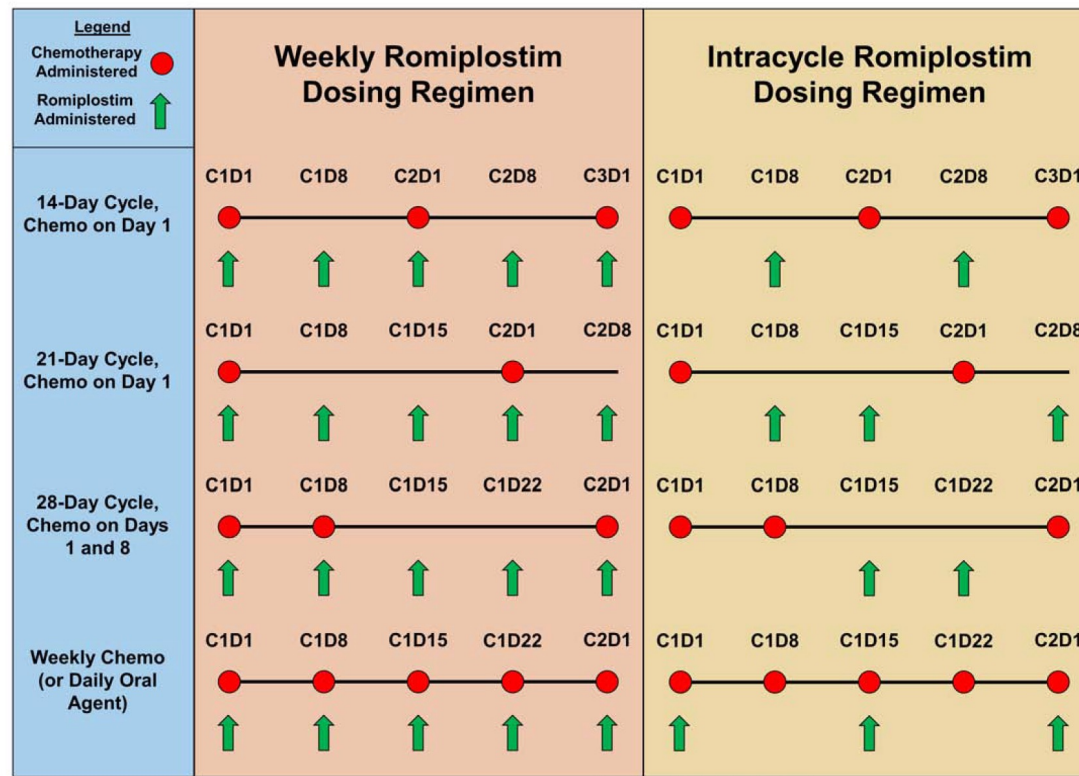 Legend
Chemotherapy
Administered
Romiplostim
Administered
Weekly Romiplostim
Dosing Regimen
Intracycle Romiplostim
Dosing Regimen
14-Day Cycle,
Chemo on Day 1
C1D1 C1D8 C2D1 C2D8 C3D1
C1D1 C1D8 C2D1 C2D8 C3D1
21-Day Cycle,
Chemo on Day 1
C1D1 C1D8 C1D15 C2D1 C2D8
C1D1 C1D8 C1D15 C2D1 C2D8
28-Day Cycle,
Chemo on Days
1 and 8
C1D1 C1D8 C1D15 C1D22 C2D1
C1D1 C1D8 C1D15 C1D22 C2D1
Weekly Chemo
(or Daily Oral
Agent)
C1D1 C1D8 C1D15 C1D22 C2D1
C1D1 C1D8 C1D15 C1D22 C2D1